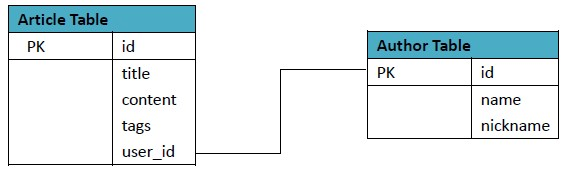 Article Table
PK id
title
content
tags
user_id
Author Table
PK id
name
nickname